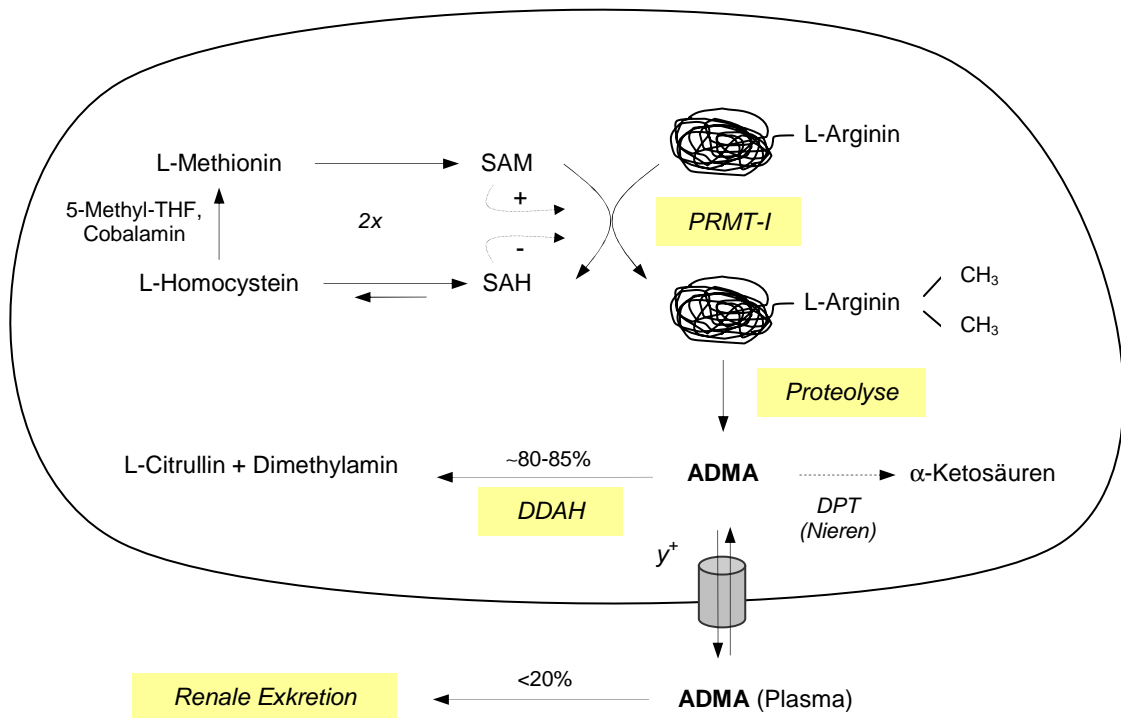 L-Arginin
L-Methionin
SAM
+
5-Methyl-THF,
Cobalamin
2x
PRMT-I
-
L-Homocystein
SAH
L-Arginin
CH₃
CH₃
Proteolyse
L-Citrullin + Dimethylamin
~80-85%
ADMA
α-Ketosäuren
DDAH
DPT
(Nieren)
y⁺
Renale Exkretion
<20%
ADMA (Plasma)